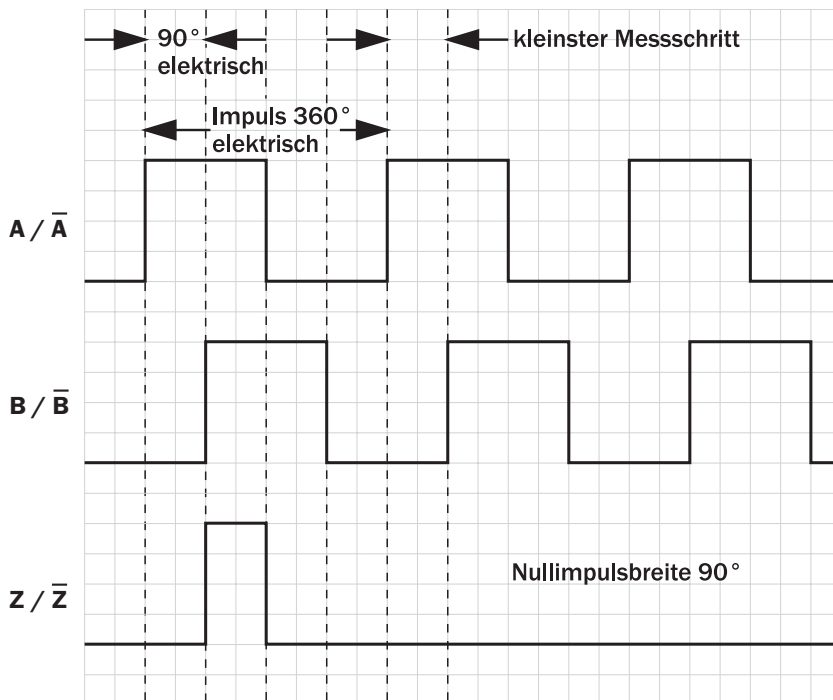 90° kleinster Messschritt
elektrisch
Impuls 360°
elektrisch
A / A̅
B / B̅
Nullimpulsbreite 90°
Z / Z̅